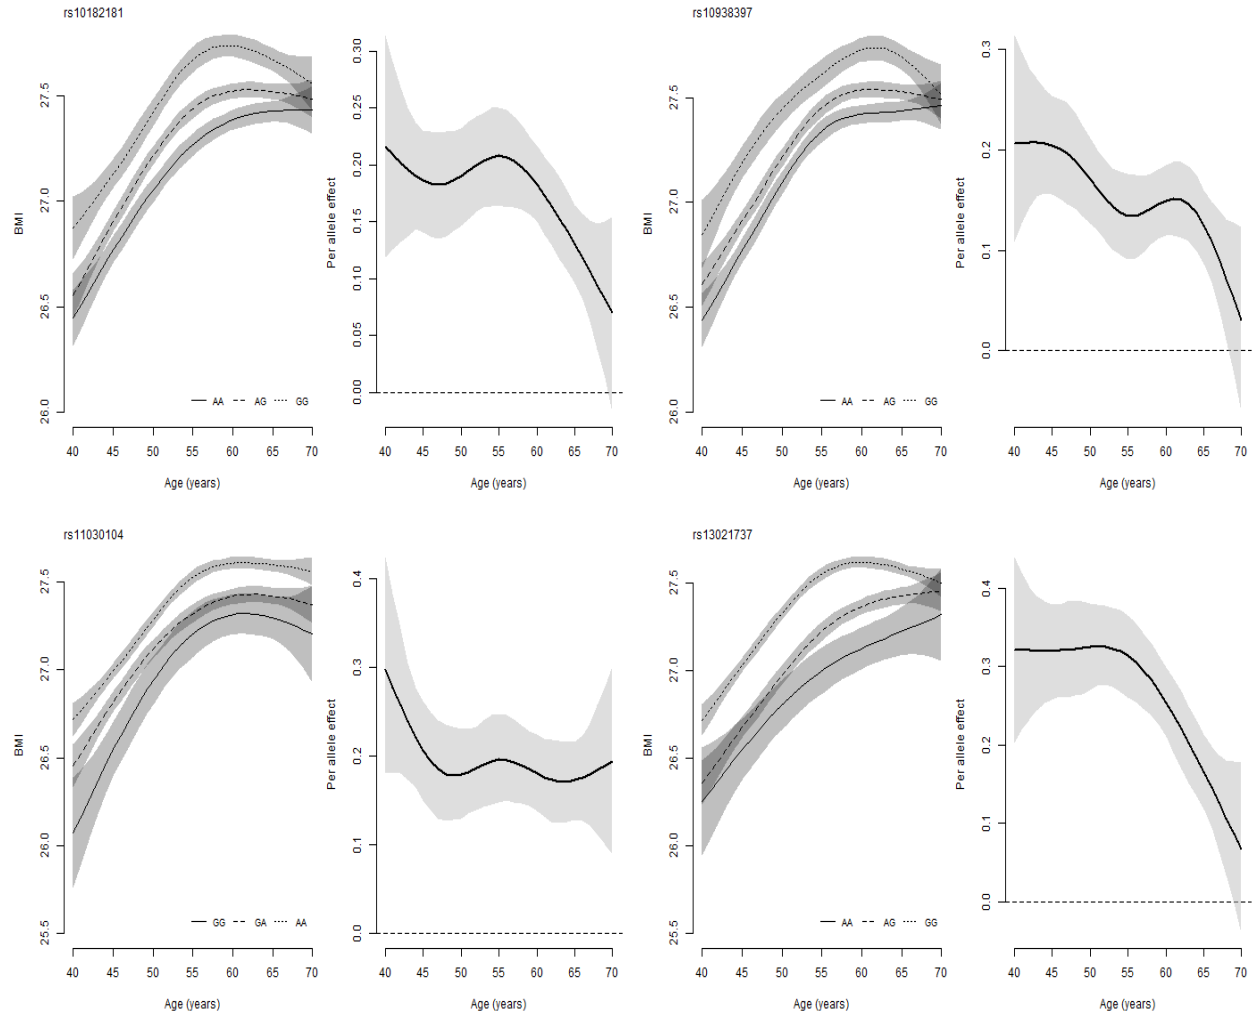 rs10182181
BMI
26.0 26.5 27.0 27.5
AA AG GG
40 45 50 55 60 65 70
Age (years)
Per allele effect
0.00 0.05 0.10 0.15 0.20 0.25 0.30
40 45 50 55 60 65 70
Age (years)
rs10938397
BMI
26.0 26.5 27.0 27.5
AA AG GG
40 45 50 55 60 65 70
Age (years)
Per allele effect
0.0 0.1 0.2 0.3
40 45 50 55 60 65 70
Age (years)
rs11030104
BMI
25.5 26.0 26.5 27.0 27.5
GG GA AA
40 45 50 55 60 65 70
Age (years)
Per allele effect
0.0 0.1 0.2 0.3 0.4
40 45 50 55 60 65 70
Age (years)
rs13021737
BMI
25.5 26.0 26.5 27.0 27.5
AA AG GG
40 45 50 55 60 65 70
Age (years)
Per allele effect
0.0 0.1 0.2 0.3 0.4
40 45 50 55 60 65 70
Age (years)